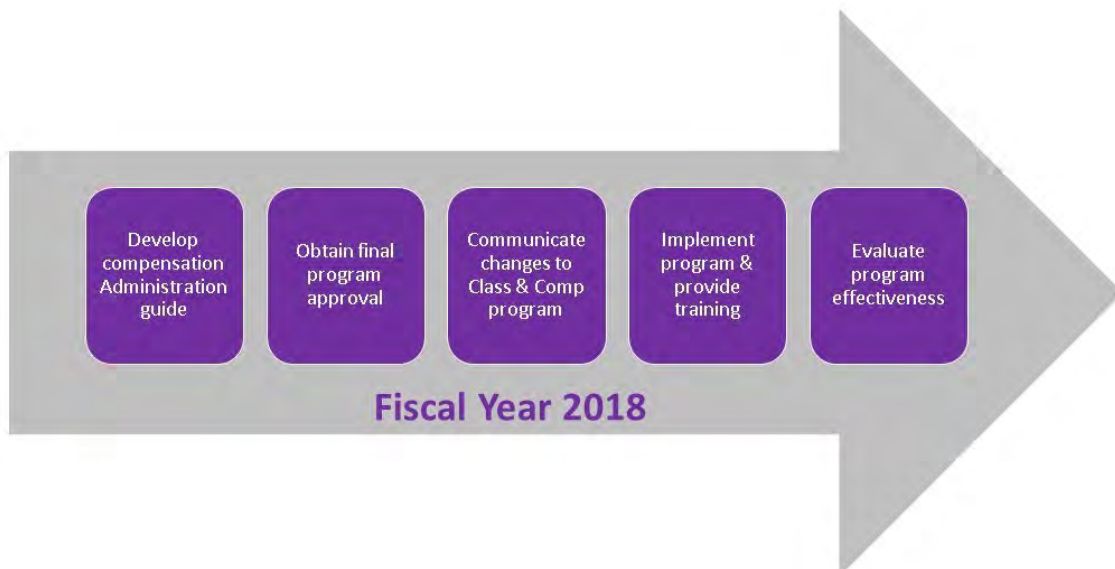 Develop
compensation
Administration
guide
Obtain final
program
approval
Communicate
changes to
Class & Comp
program
Implement
program &
provide
training
Evaluate
program
effectiveness
Fiscal Year 2018